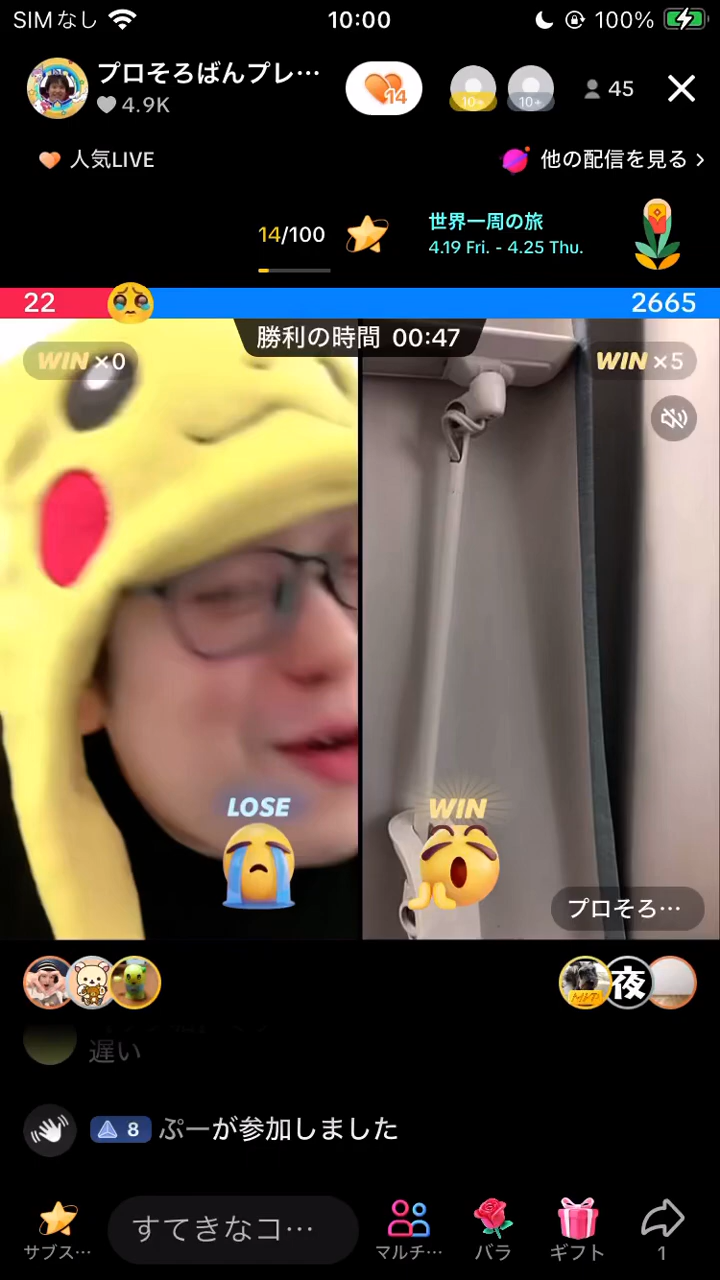 SIMなし 10:00 100%
プロそろばんプレ… 14 10+ 10+ 45 
4.9K
人気LIVE 他の配信を見る
14/100 世界一周の旅
4.19 Fri. - 4.25 Thu.
22 2665
勝利の時間 00:47
WIN ×0 WIN ×5
LOSE WIN
プロそろ…
MVP 夜
遅い
8 ぷーが参加しました
すてきなコ…
サブス… マルチ… バラ ギフト 1